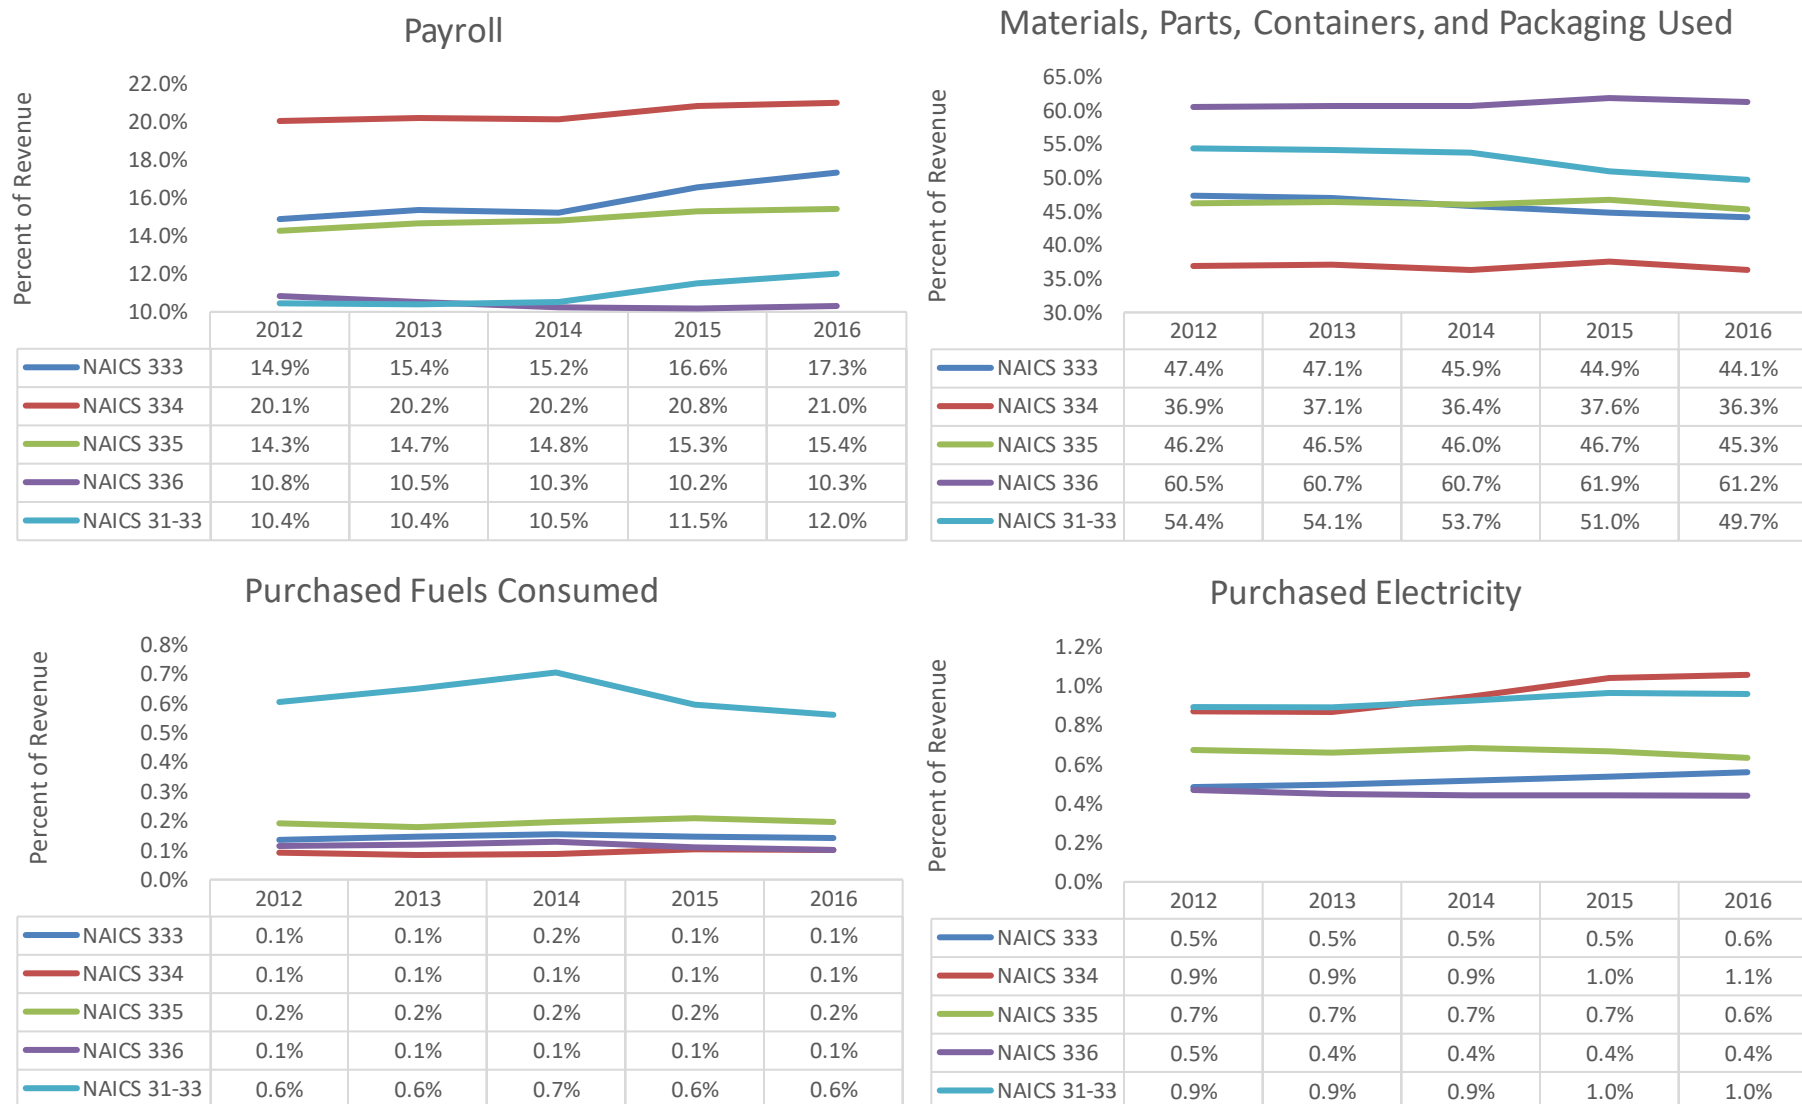 Payroll
Percent of Revenue
22.0%
20.0%
18.0%
16.0%
14.0%
12.0%
10.0%
2012 2013 2014 2015 2016
NAICS 333 14.9% 15.4% 15.2% 16.6% 17.3%
NAICS 334 20.1% 20.2% 20.2% 20.8% 21.0%
NAICS 335 14.3% 14.7% 14.8% 15.3% 15.4%
NAICS 336 10.8% 10.5% 10.3% 10.2% 10.3%
NAICS 31-33 10.4% 10.4% 10.5% 11.5% 12.0%
Materials, Parts, Containers, and Packaging Used
Percent of Revenue
65.0%
60.0%
55.0%
50.0%
45.0%
40.0%
35.0%
30.0%
2012 2013 2014 2015 2016
NAICS 333 47.4% 47.1% 45.9% 44.9% 44.1%
NAICS 334 36.9% 37.1% 36.4% 37.6% 36.3%
NAICS 335 46.2% 46.5% 46.0% 46.7% 45.3%
NAICS 336 60.5% 60.7% 60.7% 61.9% 61.2%
NAICS 31-33 54.4% 54.1% 53.7% 51.0% 49.7%
Purchased Fuels Consumed
Percent of Revenue
0.8%
0.7%
0.6%
0.5%
0.4%
0.3%
0.2%
0.1%
0.0%
2012 2013 2014 2015 2016
NAICS 333 0.1% 0.1% 0.2% 0.1% 0.1%
NAICS 334 0.1% 0.1% 0.1% 0.1% 0.1%
NAICS 335 0.2% 0.2% 0.2% 0.2% 0.2%
NAICS 336 0.1% 0.1% 0.1% 0.1% 0.1%
NAICS 31-33 0.6% 0.6% 0.7% 0.6% 0.6%
Purchased Electricity
Percent of Revenue
1.2%
1.0%
0.8%
0.6%
0.4%
0.2%
0.0%
2012 2013 2014 2015 2016
NAICS 333 0.5% 0.5% 0.5% 0.5% 0.6%
NAICS 334 0.9% 0.9% 0.9% 1.0% 1.1%
NAICS 335 0.7% 0.7% 0.7% 0.7% 0.6%
NAICS 336 0.5% 0.4% 0.4% 0.4% 0.4%
NAICS 31-33 0.9% 0.9% 0.9% 1.0% 1.0%